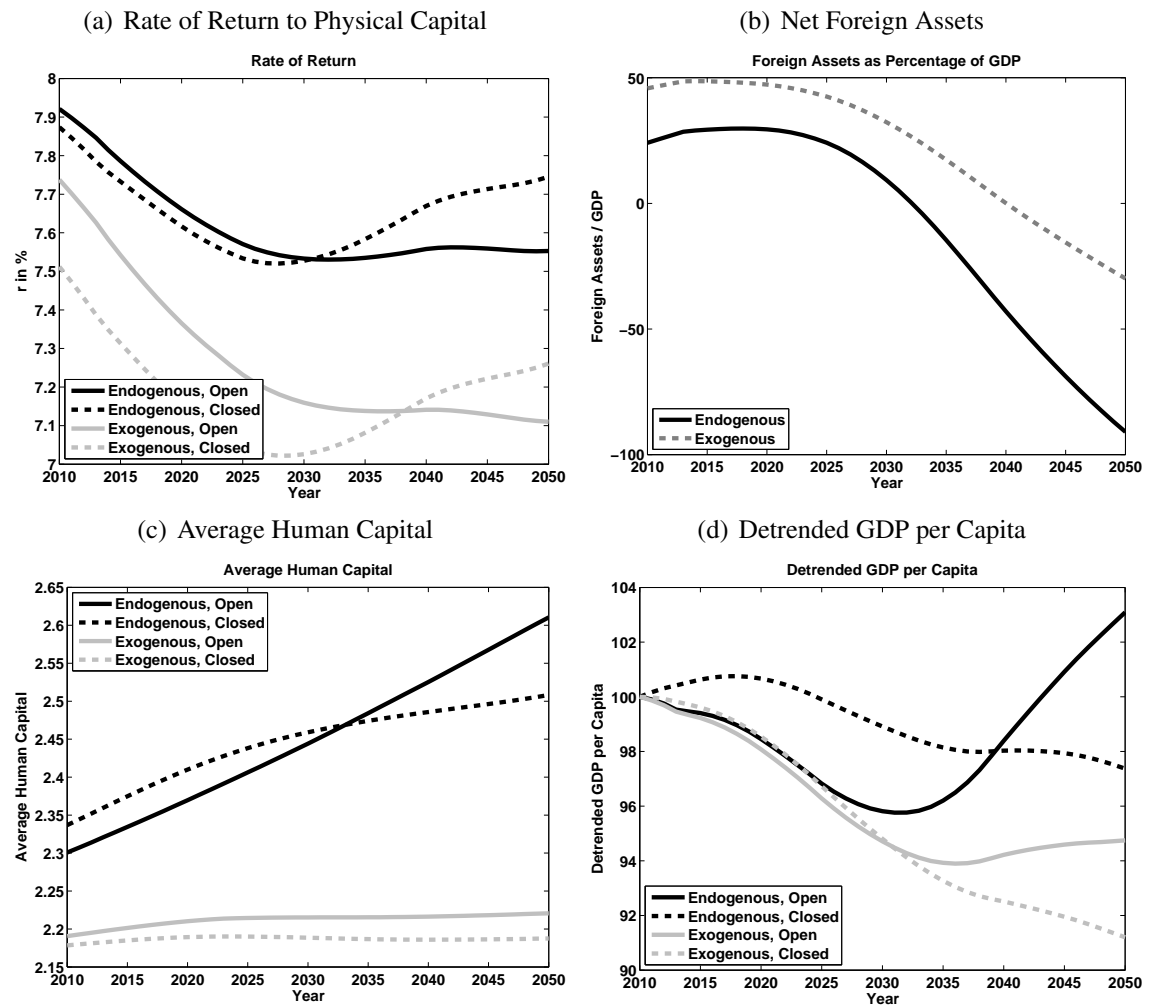 (a) Rate of Return to Physical Capital
Rate of Return
8
7.9
7.8
7.7
7.6
7.5
7.4
7.3
7.2
7.1
7
r in %
Endogenous, Open
Endogenous, Closed
Exogenous, Open
Exogenous, Closed
2010 2015 2020 2025 2030 2035 2040 2045 2050
Year
(b) Net Foreign Assets
Foreign Assets as Percentage of GDP
50
0
−50
−100
Foreign Assets / GDP
Endogenous
Exogenous
2010 2015 2020 2025 2030 2035 2040 2045 2050
Year
(c) Average Human Capital
Average Human Capital
2.65
2.6
2.55
2.5
2.45
2.4
2.35
2.3
2.25
2.2
2.15
Average Human Capital
Endogenous, Open
Endogenous, Closed
Exogenous, Open
Exogenous, Closed
2010 2015 2020 2025 2030 2035 2040 2045 2050
Year
(d) Detrended GDP per Capita
Detrended GDP per Capita
104
102
100
98
96
94
92
90
Detrended GDP per Capita
Endogenous, Open
Endogenous, Closed
Exogenous, Open
Exogenous, Closed
2010 2015 2020 2025 2030 2035 2040 2045 2050
Year